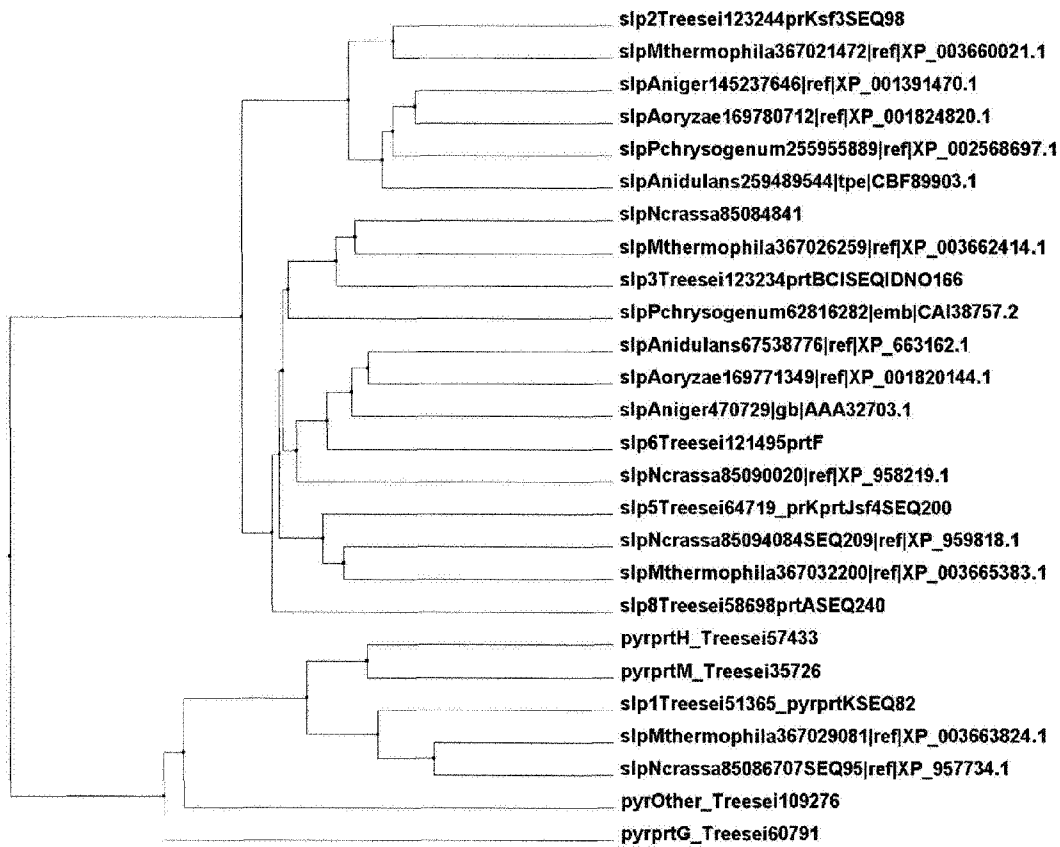 slp2Treesei123244prKsf3SEQ98
slpMthermophila367021472|ref|XP_003660021.1
slpAniger145237646|ref|XP_001391470.1
slpAoryzae169780712|ref|XP_001824820.1
slpPchrysogenum255955889|ref|XP_002568697.1
slpAnidulans259489544|tpe|CBF89903.1
slpNcrassa85084841
slpMthermophila367026259|ref|XP_003662414.1
slp3Treesei123234prtBCISEQIDNO166
slpPchrysogenum62816282|emb|CAI38757.2
slpAnidulans67538776|ref|XP_663162.1
slpAoryzae169771349|ref|XP_001820144.1
slpAniger470729|gb|AAA32703.1
slp6Treesei121495prtF
slpNcrassa85090020|ref|XP_958219.1
slp5Treesei64719_prKprtJsf4SEQ200
slpNcrassa85094084SEQ209|ref|XP_959818.1
slpMthermophila367032200|ref|XP_003665383.1
slp8Treesei58698prtASEQ240
pyrprtH_Treesei57433
pyrprtM_Treesei35726
slp1Treesei51365_pyrprtKSEQ82
slpMthermophila367029081|ref|XP_003663824.1
slpNcrassa85086707SEQ95|ref|XP_957734.1
pyrOther_Treesei109276
pyrprtG_Treesei60791